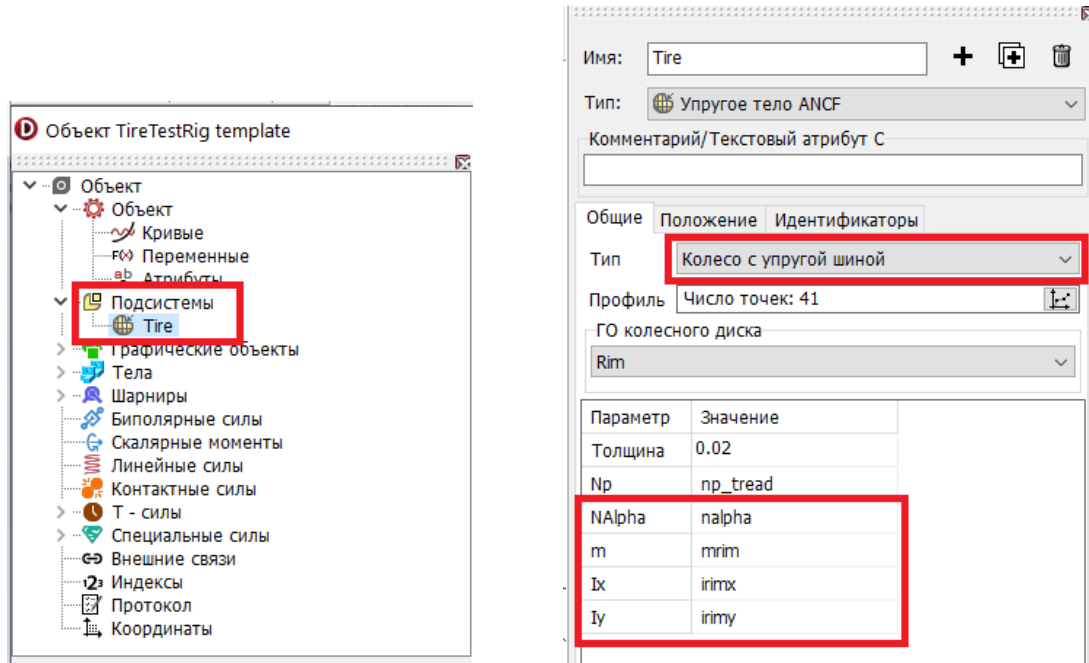 Объект TireTestRig template
Объект
Объект
Кривые
F(x) Переменные
ab Атрибуты
Подсистемы
Tire
Графические объекты
Тела
Шарниры
Биполярные силы
Скалярные моменты
Линейные силы
Контактные силы
Т - силы
Специальные силы
Внешние связи
123 Индексы
Протокол
Координаты
Имя: Tire
Тип: Упругое тело ANCF
Комментарий/Текстовый атрибут C
Общие Положение Идентификаторы
Тип Колесо с упругой шиной
Профиль Число точек: 41
ГО колесного диска
Rim
Параметр Значение
Толщина 0.02
Np np_tread
NAlpha nalpha
m mrim
Ix irimx
Iy irimy